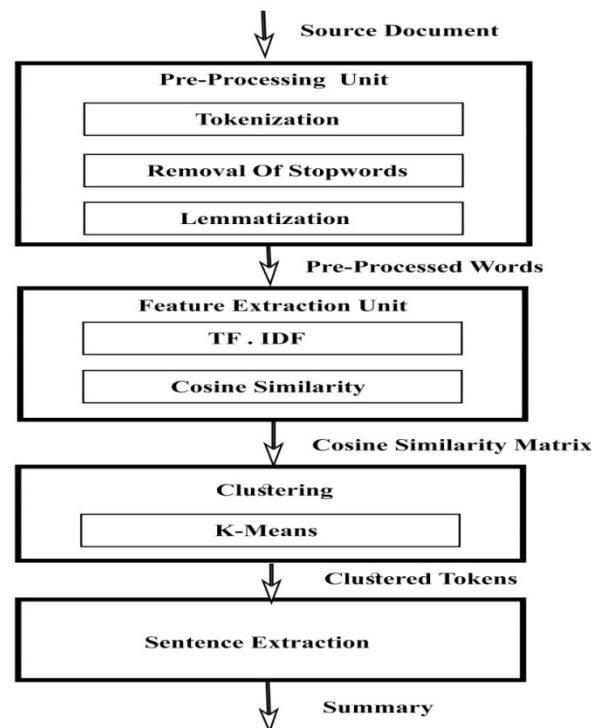 Source Document
Pre-Processing Unit
Tokenization
Removal Of Stopwords
Lemmatization
Pre-Processed Words
Feature Extraction Unit
TF . IDF
Cosine Similarity
Cosine Similarity Matrix
Clustering
K-Means
Clustered Tokens
Sentence Extraction
Summary